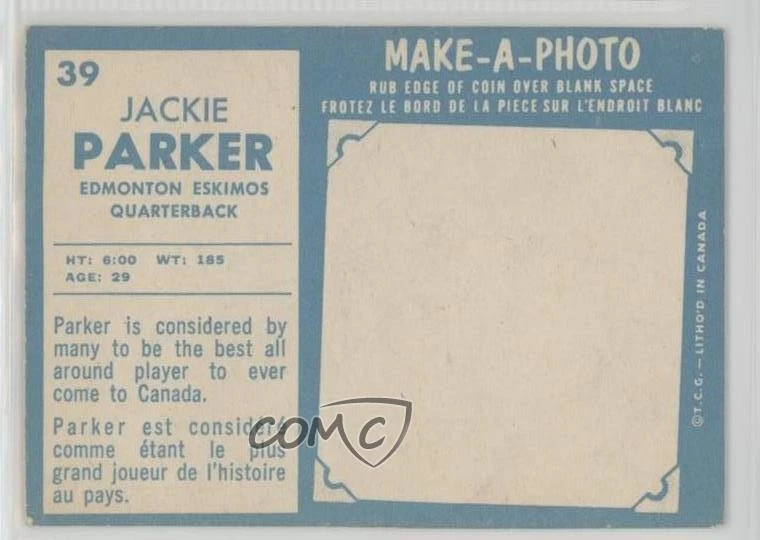 39
JACKIE
PARKER
EDMONTON ESKIMOS
QUARTERBACK
HT: 6:00 WT: 185
AGE: 29
Parker is considered by
many to be the best all
around player to ever
come to Canada.
Parker est considéré
comme étant le plus
grand joueur de l'histoire
au pays.
MAKE-A-PHOTO
RUB EDGE OF COIN OVER BLANK SPACE
FROTEZ LE BORD DE LA PIECE SUR L'ENDROIT BLANC
©T.C.G. — LITHO'D IN CANADA
COMC